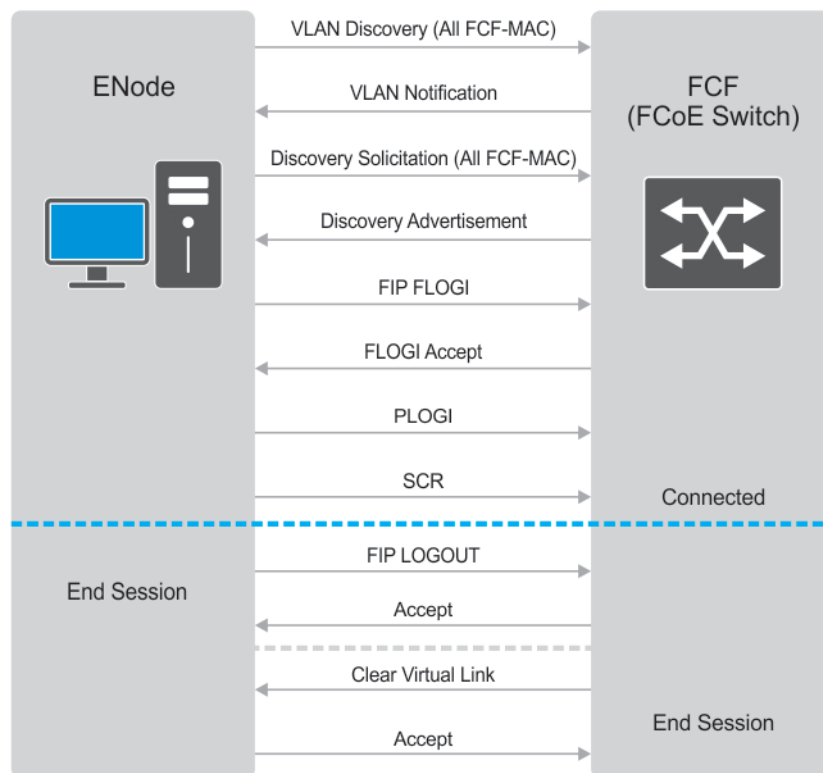 VLAN Discovery (All FCF-MAC)
ENode
FCF
(FCoE Switch)
VLAN Notification
Discovery Solicitation (All FCF-MAC)
Discovery Advertisement
FIP FLOGI
FLOGI Accept
PLOGI
SCR
Connected
FIP LOGOUT
End Session
Accept
Clear Virtual Link
End Session
Accept